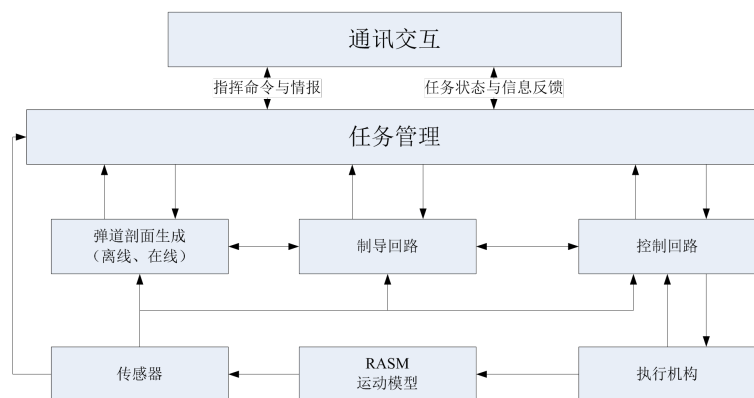 通讯交互
指挥命令与情报
任务状态与信息反馈
任务管理
弹道剖面生成
（离线、在线）
制导回路
控制回路
传感器
RASM
运动模型
执行机构